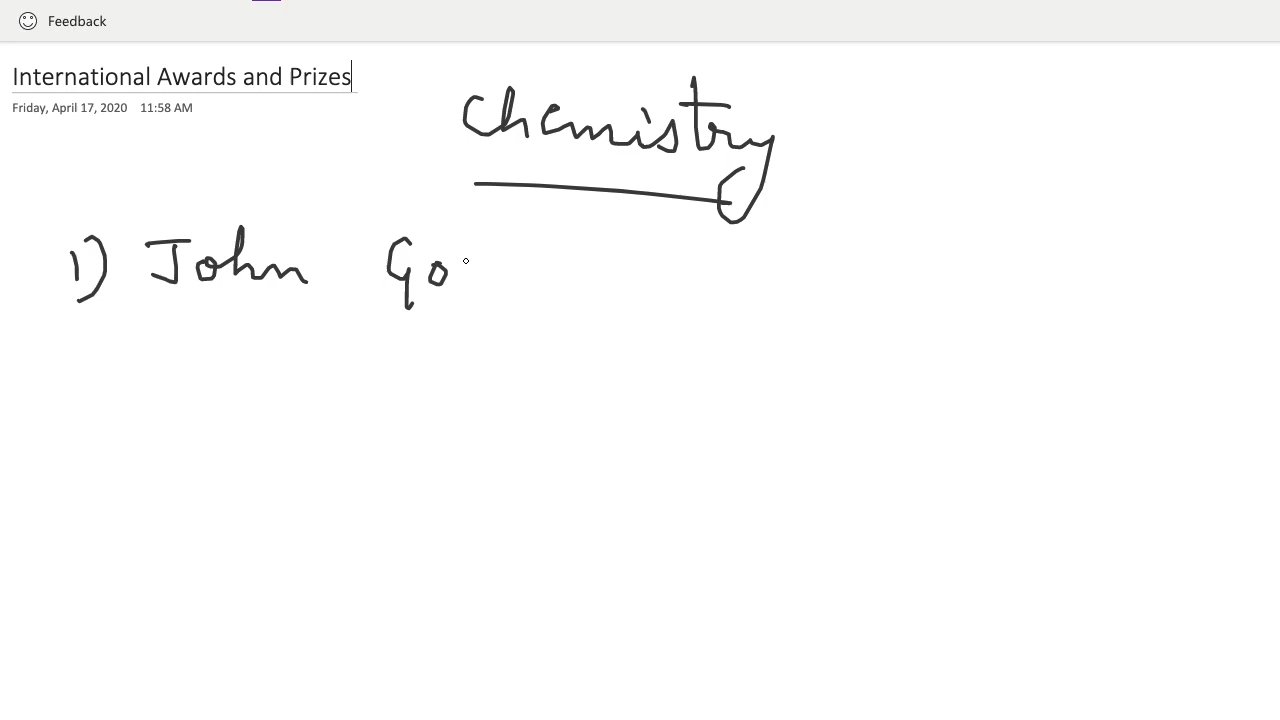 Feedback
International Awards and Prizes
Friday, April 17, 2020 11:58 AM
Chemistry
1) John Go